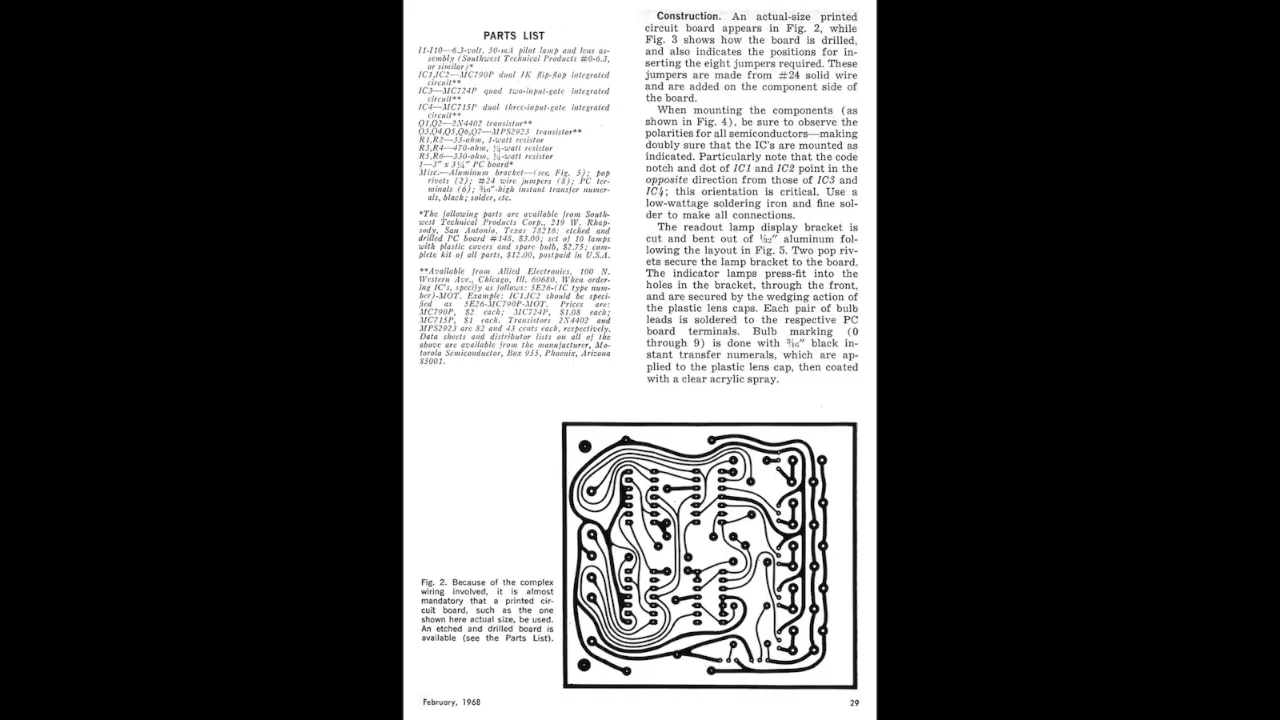 PARTS LIST
I1-I10—6.3-volt, 50-mA pilot lamp and lens as-
sembly (Southwest Technical Products #0-6.3,
or similar)*
IC1,IC2—MC790P dual JK flip-flop integrated
circuit**
IC3—MC724P quad two-input-gate integrated
circuit**
IC4—MC715P dual three-input-gate integrated
circuit**
Q1,Q2—2N4402 transistor**
Q3,Q4,Q5,Q6,Q7—MPS2923 transistor**
R1,R2—33-ohm, 1-watt resistor
R3,R4—470-ohm, ¼-watt resistor
R5,R6—330-ohm, ¼-watt resistor
1—3" x 3¼" PC board*
Misc.—Aluminum bracket—(see Fig. 5); pop
rivets (2); #24 wire jumpers (8); PC ter-
minals (6); 3/16"-high instant transfer numer-
als, black; solder, etc.
*The following parts are available from South-
west Technical Products Corp., 219 W. Rhap-
sody, San Antonio, Texas 78216: etched and
drilled PC board #148, $3.00; set of 10 lamps
with plastic covers and spare bulb, $2.75; com-
plete kit of all parts, $12.00, postpaid in U.S.A.
**Available from Allied Electronics, 100 N.
Western Ave., Chicago, Ill. 60680. When order-
ing IC's, specify as follows: 5E26-(IC type num-
ber)-MOT. Example: IC1,IC2 should be speci-
fied as 5E26-MC790P-MOT. Prices are:
MC790P, $2 each; MC724P, $1.08 each;
MC715P, $1 each. Transistors 2N4402 and
MPS2923 are 82 and 43 cents each, respectively.
Data sheets and distributor lists on all of the
above are available from the manufacturer, Mo-
torola Semiconductor, Box 955, Phoenix, Arizona
85001.
Construction. An actual-size printed
circuit board appears in Fig. 2, while
Fig. 3 shows how the board is drilled,
and also indicates the positions for in-
serting the eight jumpers required. These
jumpers are made from #24 solid wire
and are added on the component side of
the board.
When mounting the components (as
shown in Fig. 4), be sure to observe the
polarities for all semiconductors—making
doubly sure that the IC's are mounted as
indicated. Particularly note that the code
notch and dot of IC1 and IC2 point in the
opposite direction from those of IC3 and
IC4; this orientation is critical. Use a
low-wattage soldering iron and fine sol-
der to make all connections.
The readout lamp display bracket is
cut and bent out of 1/32" aluminum fol-
lowing the layout in Fig. 5. Two pop riv-
ets secure the lamp bracket to the board.
The indicator lamps press-fit into the
holes in the bracket, through the front,
and are secured by the wedging action of
the plastic lens caps. Each pair of bulb
leads is soldered to the respective PC
board terminals. Bulb marking (0
through 9) is done with 3/16" black in-
stant transfer numerals, which are ap-
plied to the plastic lens cap, then coated
with a clear acrylic spray.
Fig. 2. Because of the complex
wiring involved, it is almost
mandatory that a printed cir-
cuit board, such as the one
shown here actual size, be used.
An etched and drilled board is
available (see the Parts List).
February, 1968
29